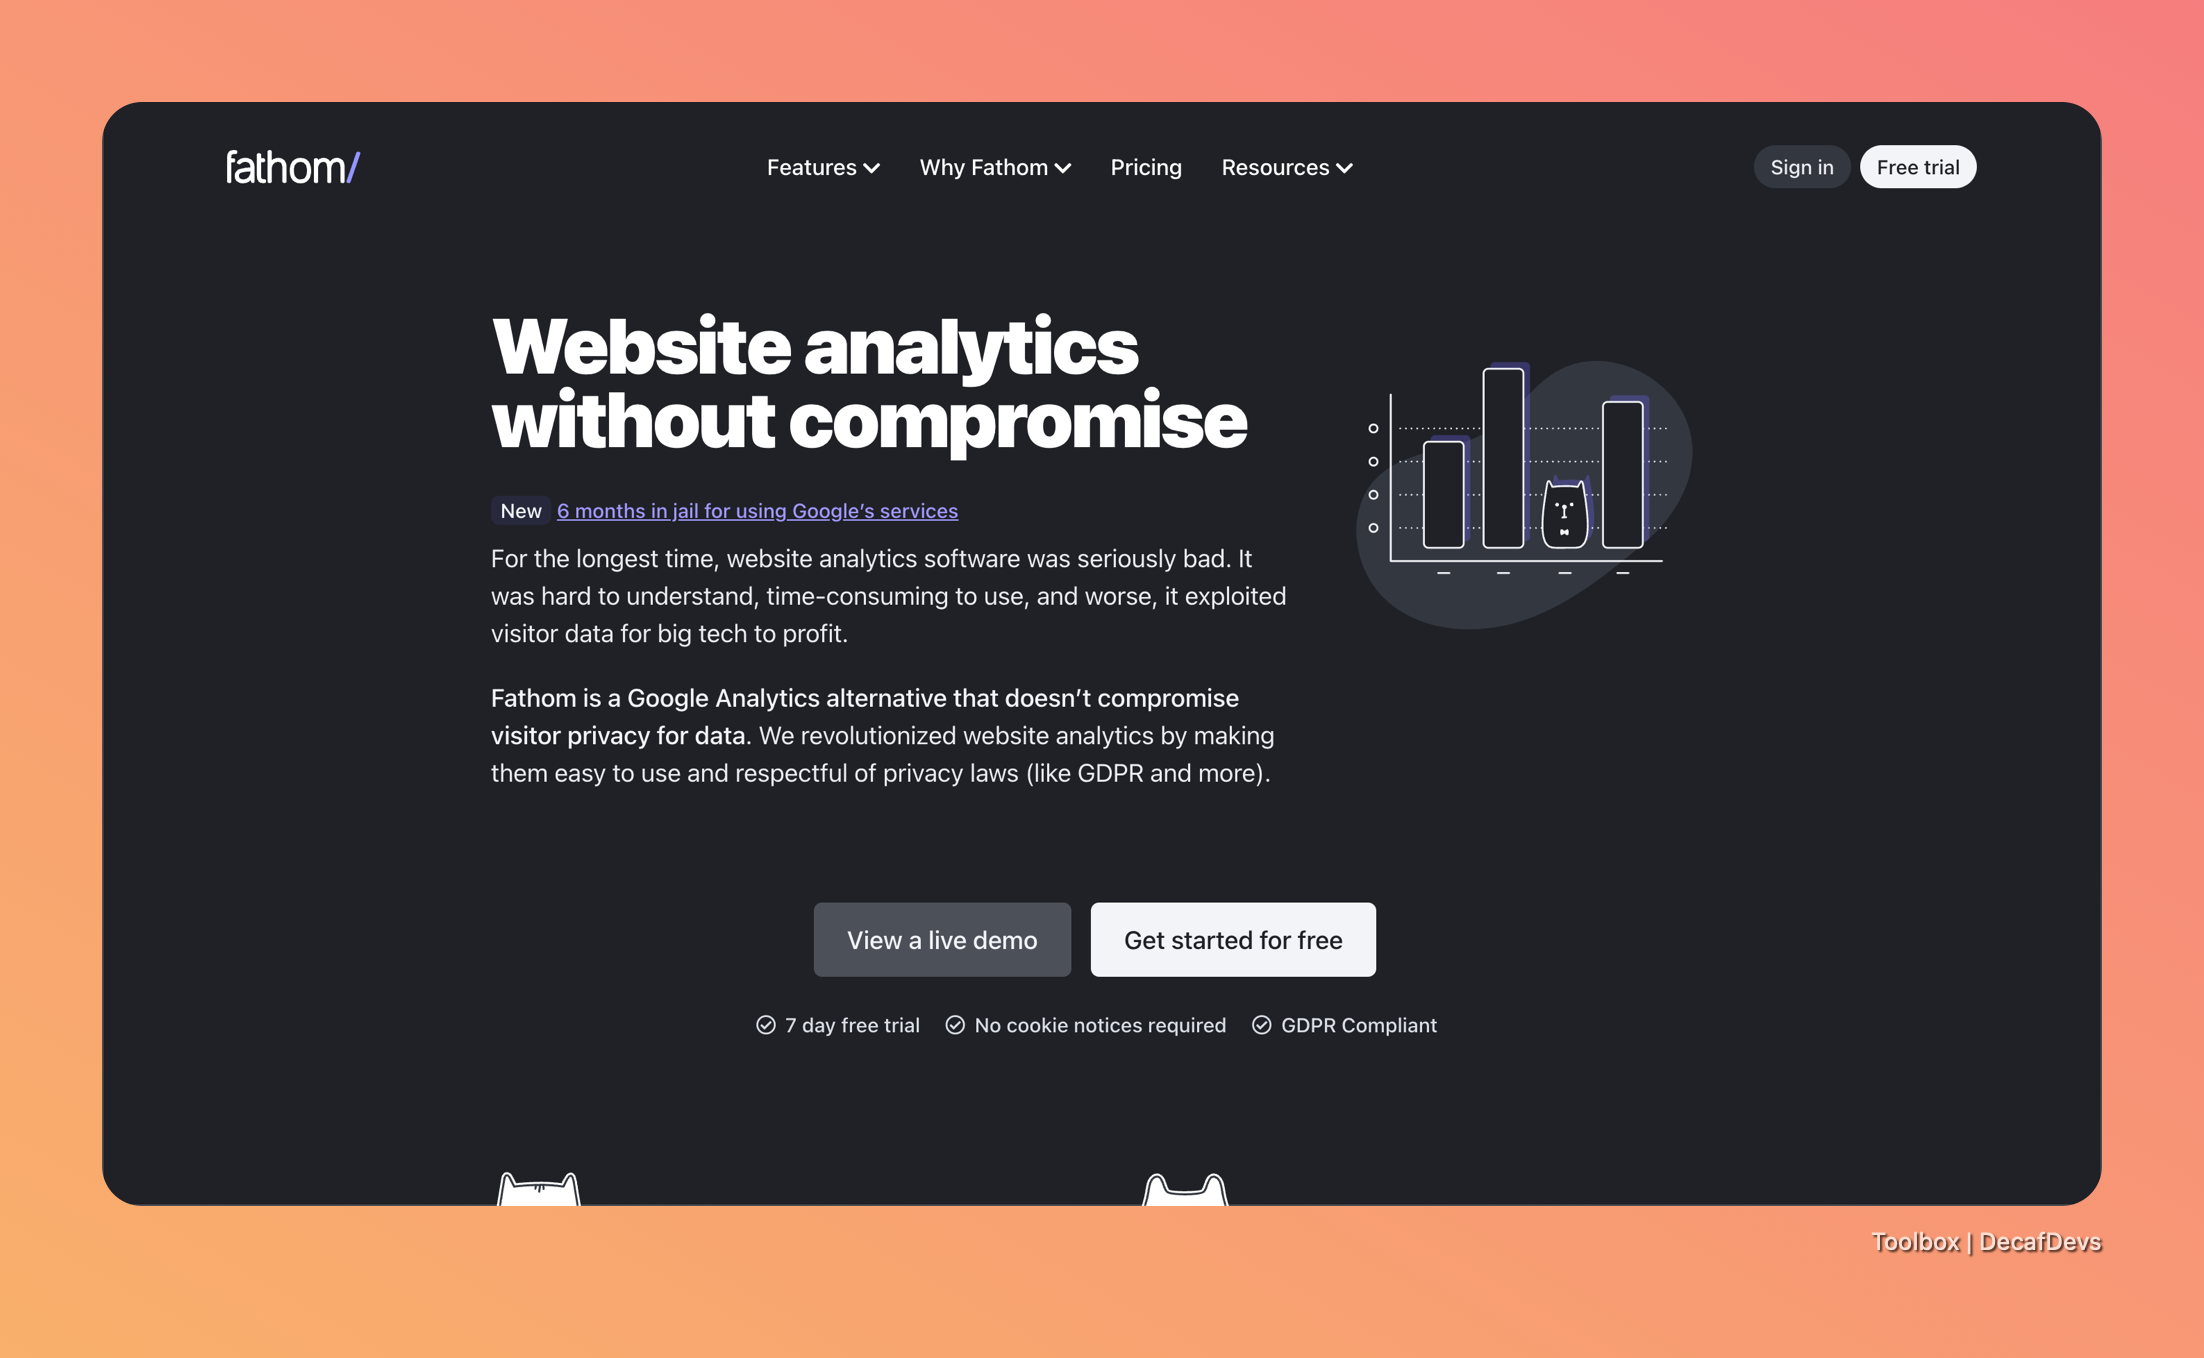 fathom/
Features
Why Fathom
Pricing
Resources
Sign in
Free trial
Website analytics
without compromise
New 6 months in jail for using Google’s services
For the longest time, website analytics software was seriously bad. It
was hard to understand, time-consuming to use, and worse, it exploited
visitor data for big tech to profit.
Fathom is a Google Analytics alternative that doesn’t compromise
visitor privacy for data. We revolutionized website analytics by making
them easy to use and respectful of privacy laws (like GDPR and more).
View a live demo
Get started for free
7 day free trial
No cookie notices required
GDPR Compliant
Toolbox | DecafDevs